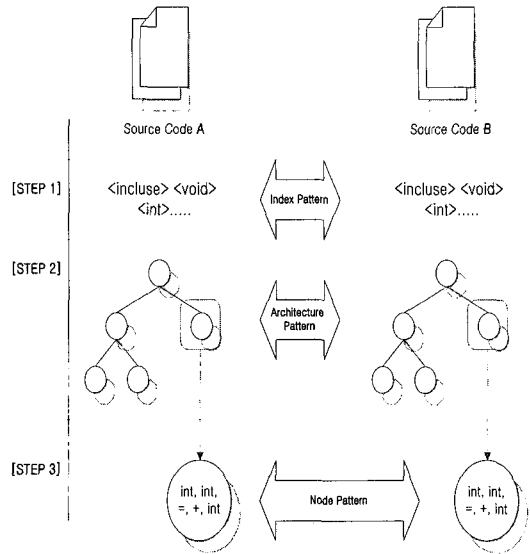 Source Code A
Source Code B
[STEP 1]
<incluse> <void>
<int>.....
Index Pattern
<incluse> <void>
<int>.....
[STEP 2]
Architecture
Pattern
[STEP 3]
int, int,
=, +, int
Node Pattern
int, int,
=, +, int